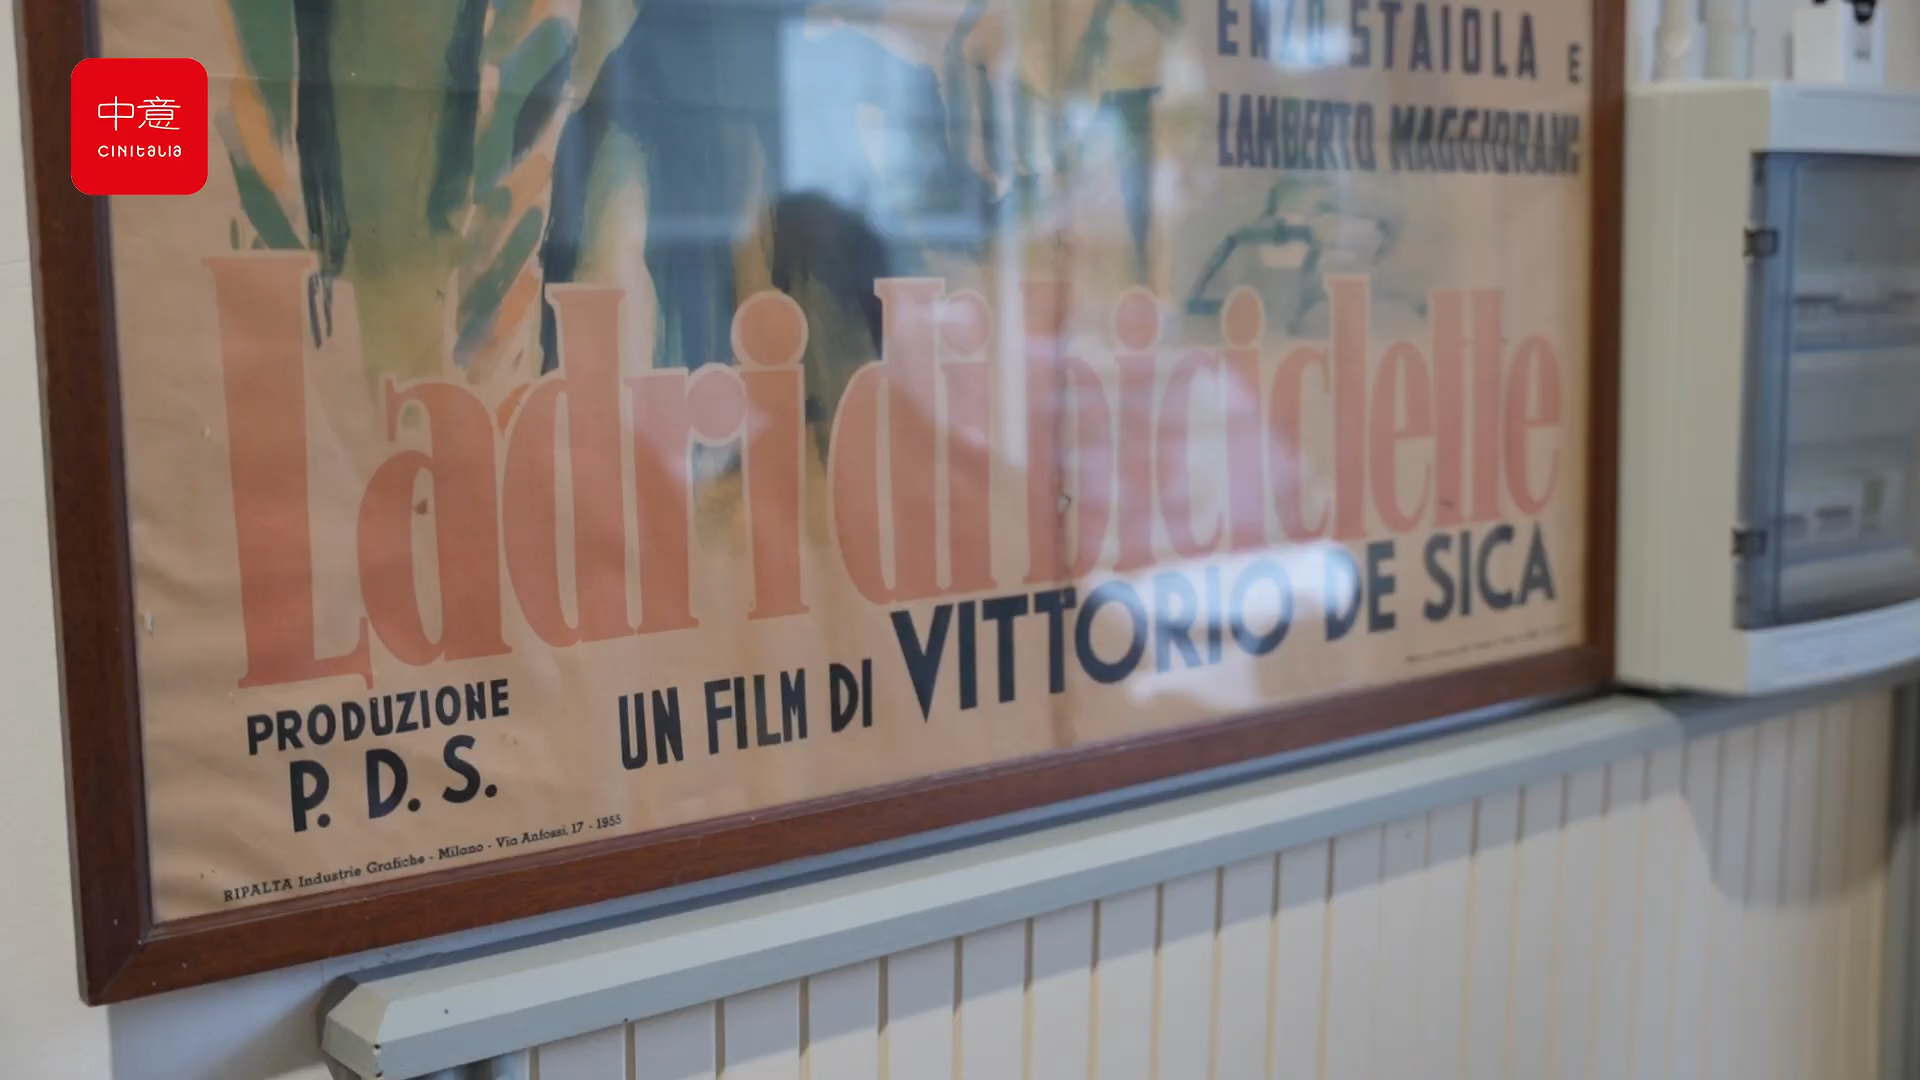 中意
CINITALIA
ENZO STAIOLA E
LAMBERTO MAGGIORANI
Ladri di biciclette
UN FILM DI VITTORIO DE SICA
PRODUZIONE
P. D. S.
RIPALTA Industrie Grafiche - Milano - Via Anfossi, 17 - 1955